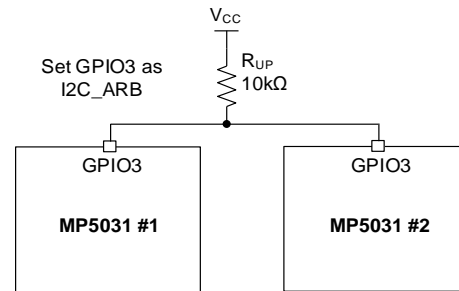 VCC
Set GPIO3 as
I2C_ARB
RUP
10kΩ
GPIO3
GPIO3
MP5031 #1
MP5031 #2